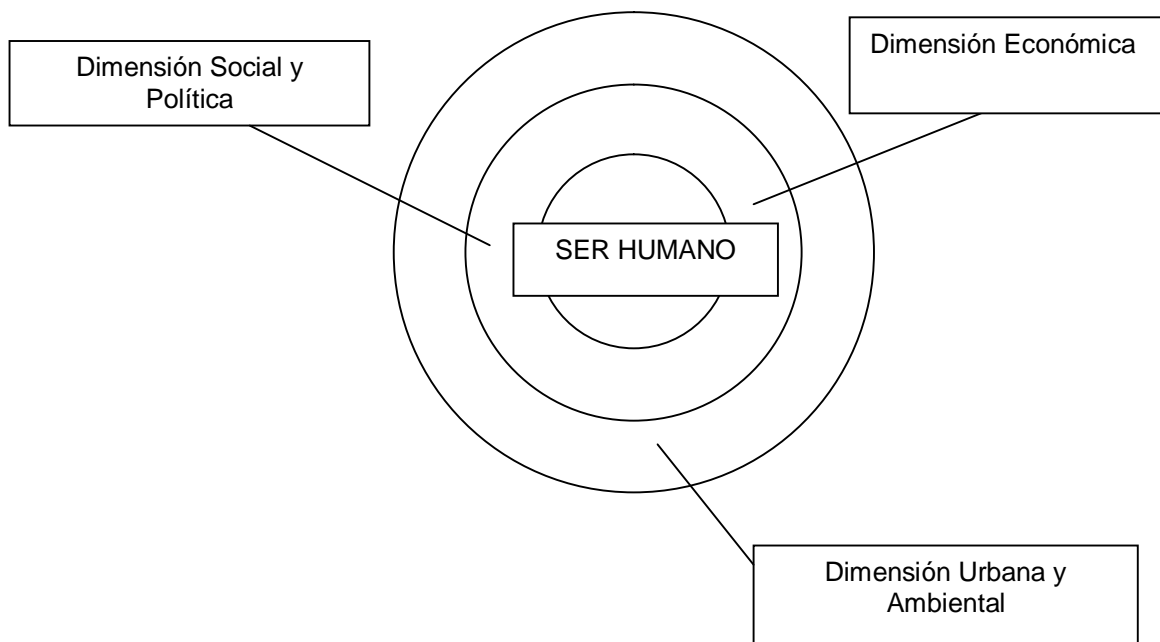 Dimensión Social y
Política
Dimensión Económica
SER HUMANO
Dimensión Urbana y
Ambiental